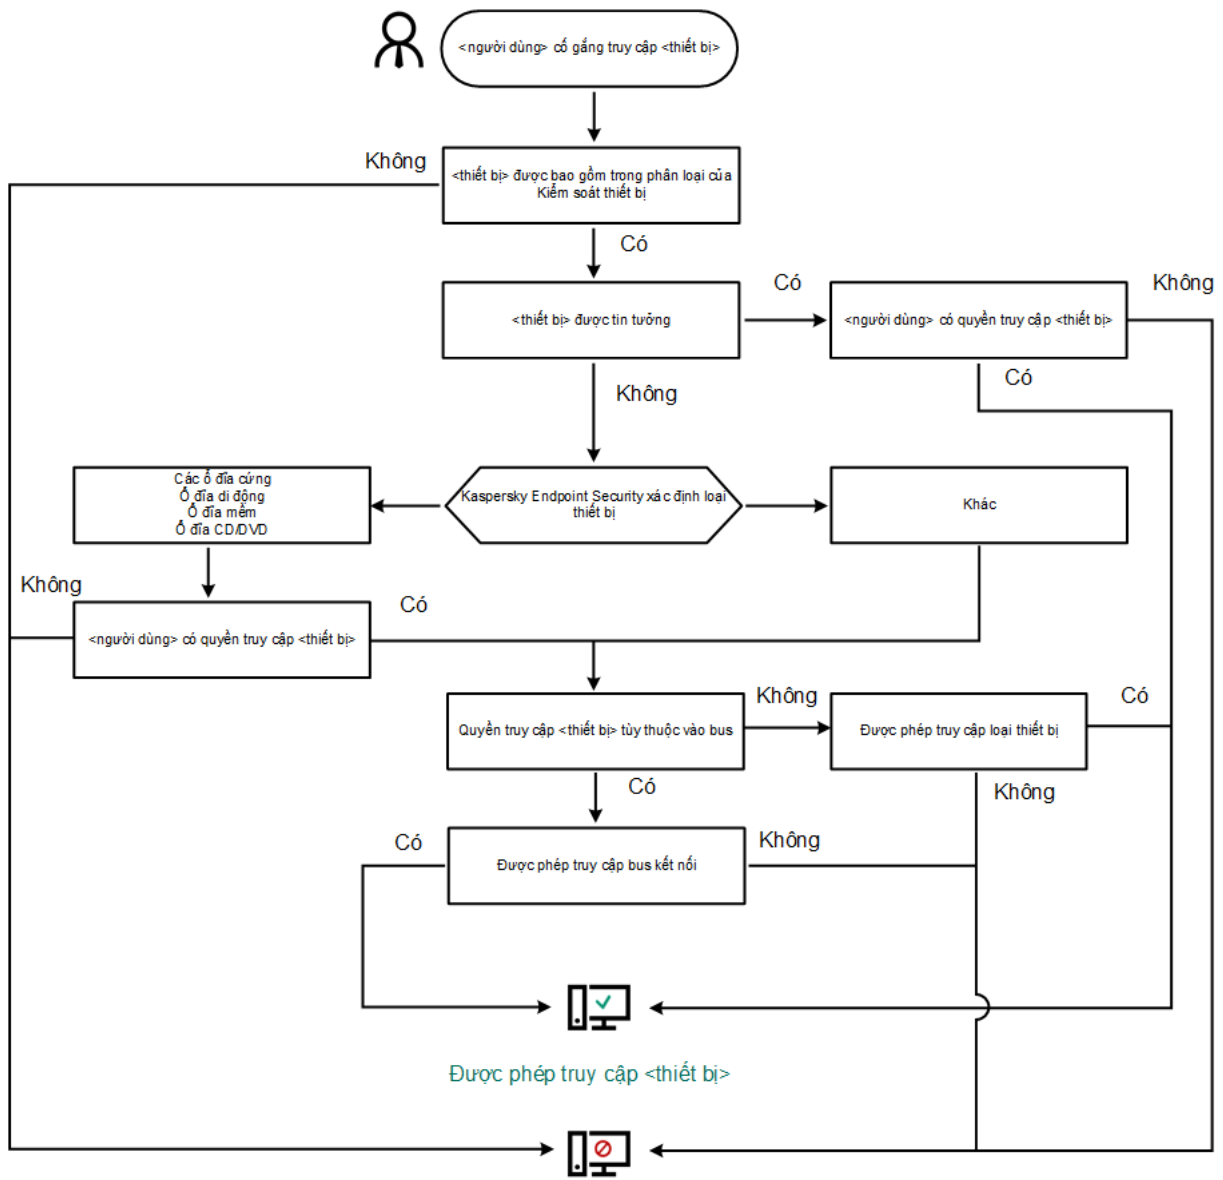 <người dùng> cố gắng truy cập <thiết bị>
Không
<thiết bị> được bao gồm trong phân loại của
Kiểm soát thiết bị
Có
<thiết bị> được tin tưởng
Có
<người dùng> có quyền truy cập <thiết bị>
Không
Không
Có
Các ổ đĩa cứng
Ổ đĩa di động
Ổ đĩa mềm
Ổ đĩa CD/DVD
Kaspersky Endpoint Security xác định loại
thiết bị
Khác
Không
<người dùng> có quyền truy cập <thiết bị>
Có
Quyền truy cập <thiết bị> tùy thuộc vào bus
Không
Được phép truy cập loại thiết bị
Có
Có
Không
Có
Được phép truy cập bus kết nối
Không
Được phép truy cập <thiết bị>